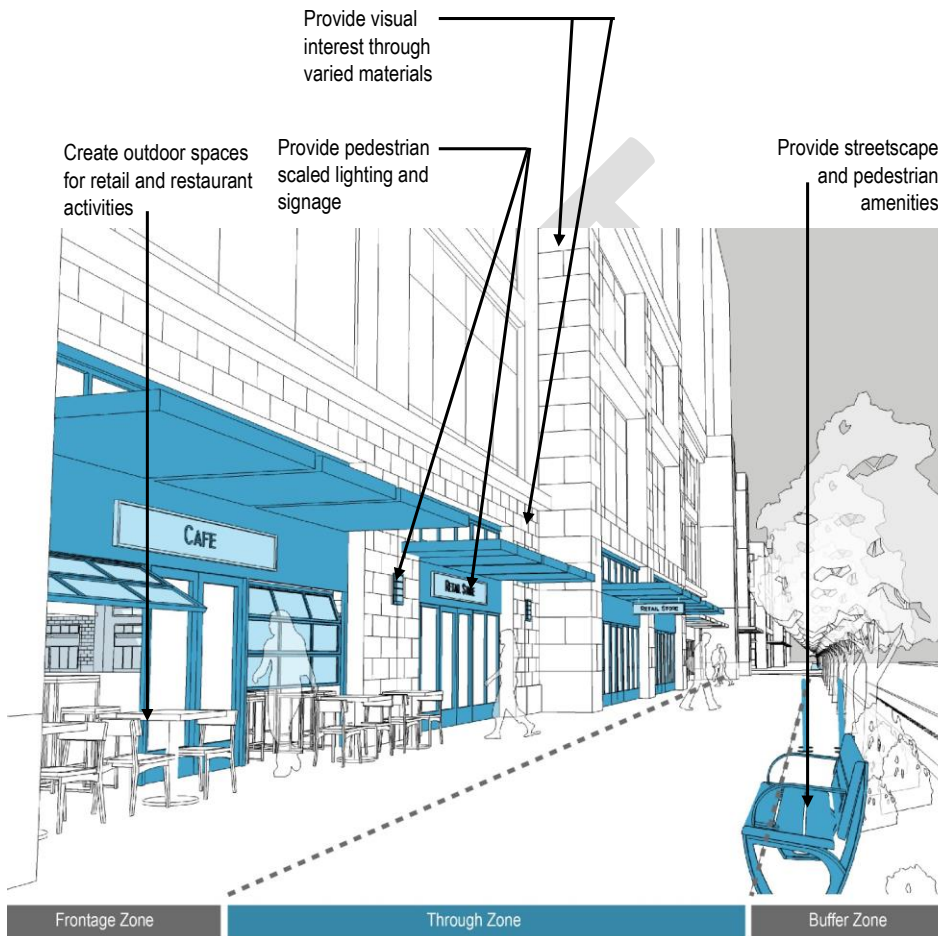 Provide visual
interest through
varied materials
Create outdoor spaces
for retail and restaurant
activities
Provide pedestrian
scaled lighting and
signage
Provide streetscape
and pedestrian
amenities
CAFE
RETAIL STORE
RETAIL STORE
Frontage Zone
Through Zone
Buffer Zone